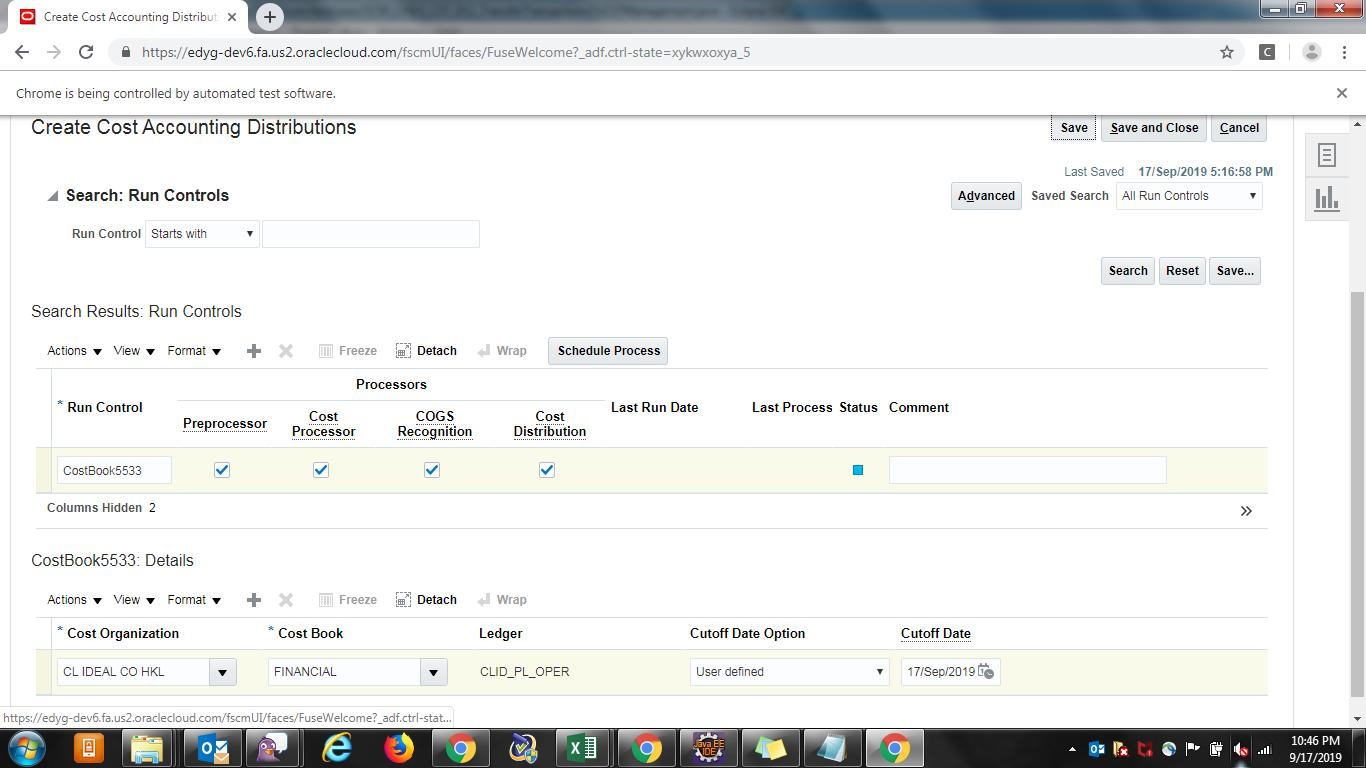 Create Cost Accounting Distribut
https://edyg-dev6.fa.us2.oraclecloud.com/fscmUI/faces/FuseWelcome?_adf.ctrl-state=xykwxoxya_5
C
Chrome is being controlled by automated test software.
Create Cost Accounting Distributions
Save Save and Close Cancel
Last Saved 17/Sep/2019 5:16:58 PM
Search: Run Controls
Advanced Saved Search All Run Controls
Run Control Starts with
Search Reset Save...
Search Results: Run Controls
Actions View Format Freeze Detach Wrap Schedule Process
Processors
* Run Control Preprocessor Cost Processor COGS Recognition Cost Distribution Last Run Date Last Process Status Comment
CostBook5533
Columns Hidden 2
CostBook5533: Details
Actions View Format Freeze Detach Wrap
* Cost Organization * Cost Book Ledger Cutoff Date Option Cutoff Date
CL IDEAL CO HKL FINANCIAL CLID_PL_OPER User defined 17/Sep/2019
https://edyg-dev6.fa.us2.oraclecloud.com/fscmUI/faces/FuseWelcome?_adf.ctrl-stat...
Java EE
IDE
10:46 PM
9/17/2019